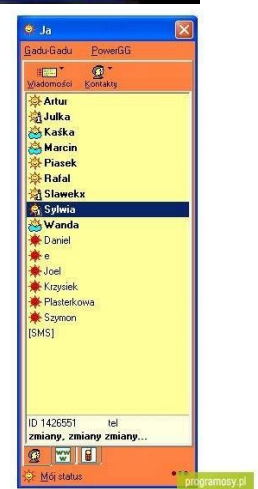 Ja
Gadu-Gadu PowerGG
Wiadomości Kontakty
Artur
Julka
Kaśka
Marcin
Piasek
Rafal
Slawekx
Sylwia
Wanda
Daniel
e
Joel
Krzysiek
Plasterkowa
Szymon
[SMS]
ID 1426551 tel
zmiany, zmiany zmiany...
WWW
Mój status
programosy.pl